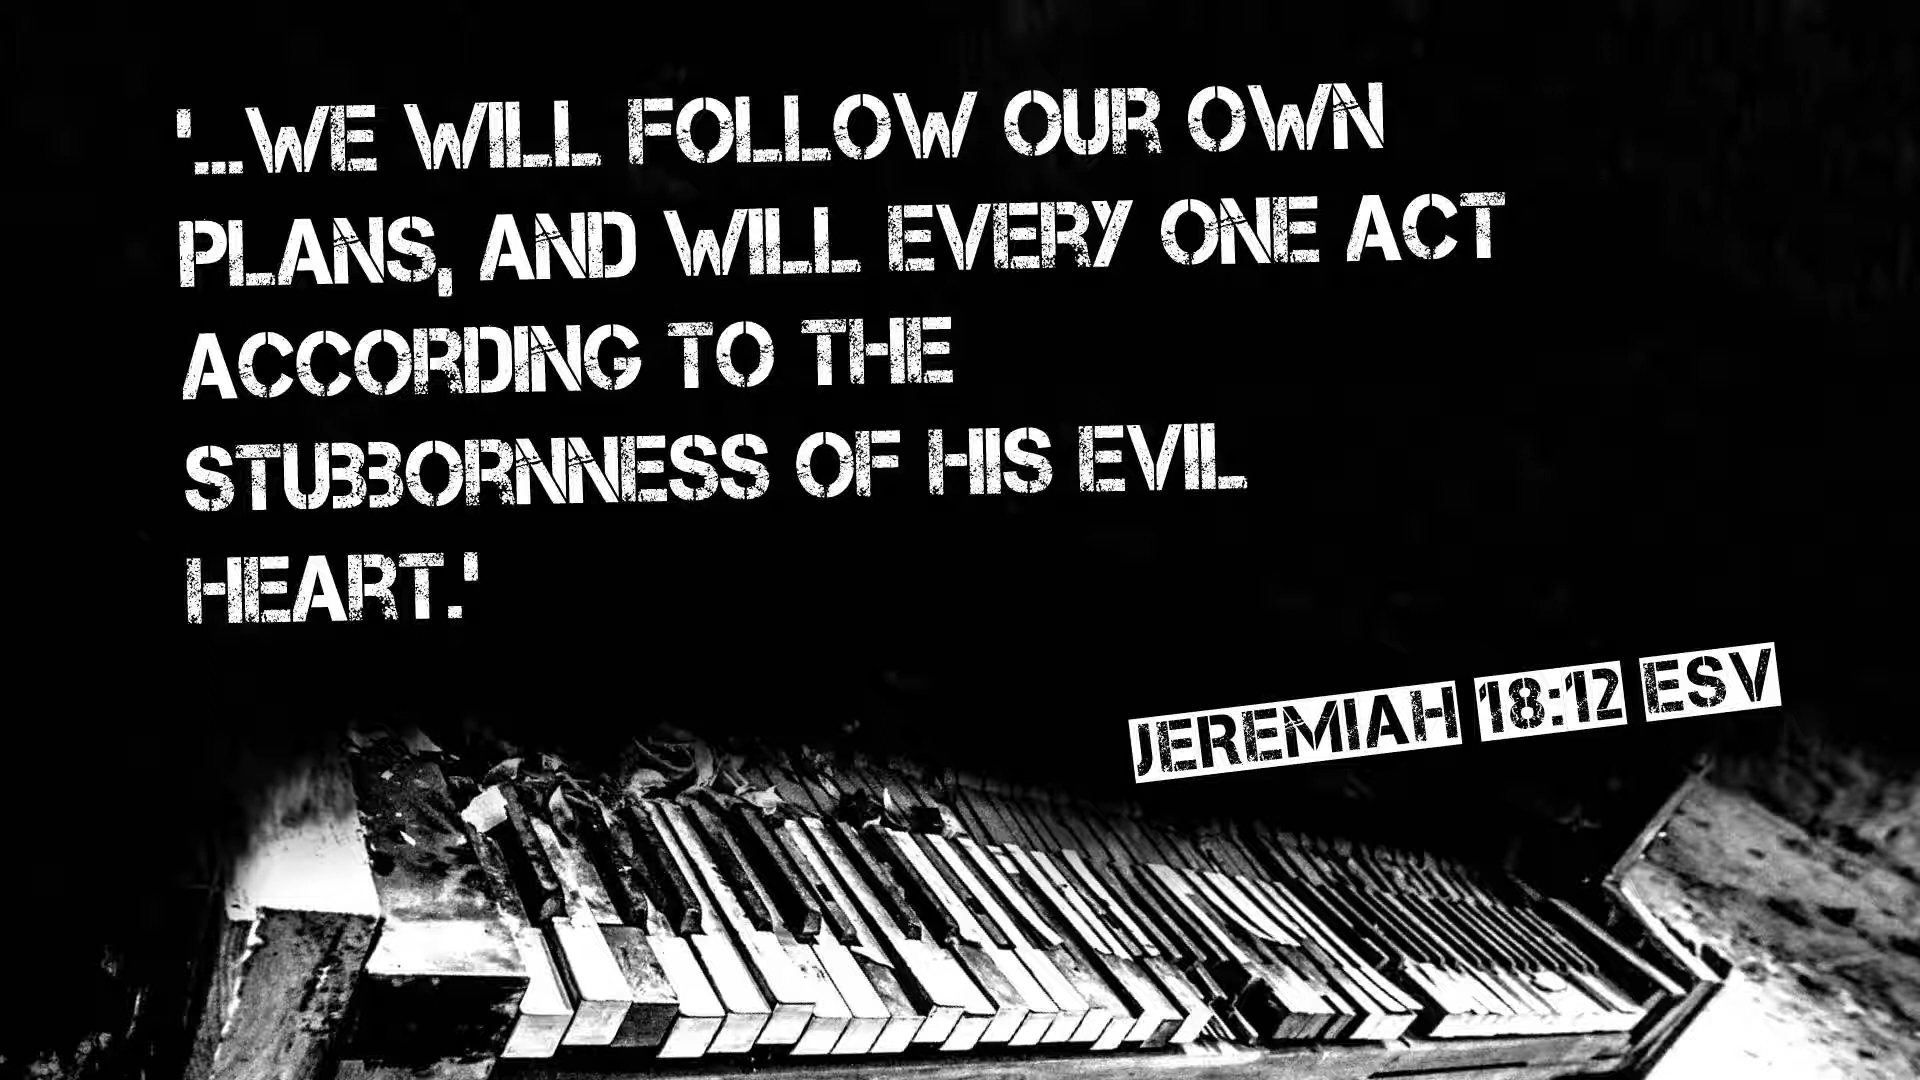 '...WE WILL FOLLOW OUR OWN
PLANS, AND WILL EVERY ONE ACT
ACCORDING TO THE
STUBBORNNESS OF HIS EVIL
HEART.'
JEREMIAH 18:12 ESV